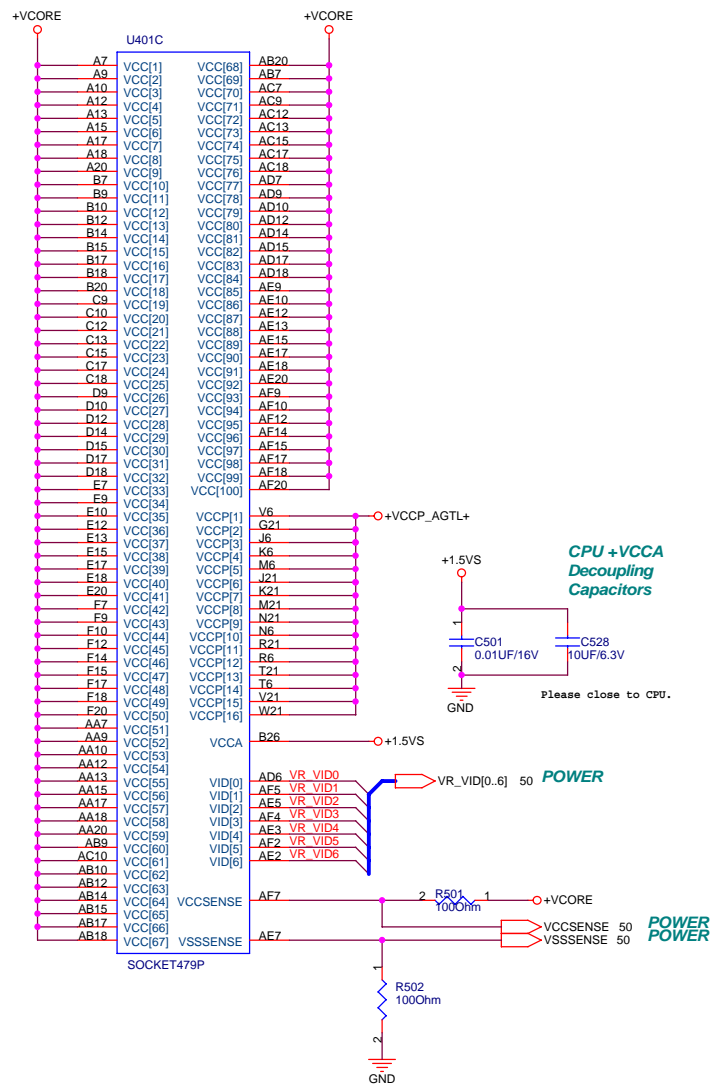 +VCORE +VCORE
U401C
A7 VCC[1] VCC[68] AB20
A9 VCC[2] VCC[69] AB7
A10 VCC[3] VCC[70] AC7
A12 VCC[4] VCC[71] AC9
A13 VCC[5] VCC[72] AC12
A15 VCC[6] VCC[73] AC13
A17 VCC[7] VCC[74] AC15
A18 VCC[8] VCC[75] AC17
A20 VCC[9] VCC[76] AC18
B7 VCC[10] VCC[77] AD7
B9 VCC[11] VCC[78] AD9
B10 VCC[12] VCC[79] AD10
B12 VCC[13] VCC[80] AD12
B14 VCC[14] VCC[81] AD14
B15 VCC[15] VCC[82] AD15
B17 VCC[16] VCC[83] AD17
B18 VCC[17] VCC[84] AD18
B20 VCC[18] VCC[85] AE9
C9 VCC[19] VCC[86] AE10
C10 VCC[20] VCC[87] AE12
C12 VCC[21] VCC[88] AE13
C13 VCC[22] VCC[89] AE15
C15 VCC[23] VCC[90] AE17
C17 VCC[24] VCC[91] AE18
C18 VCC[25] VCC[92] AE20
D9 VCC[26] VCC[93] AF9
D10 VCC[27] VCC[94] AF10
D12 VCC[28] VCC[95] AF12
D14 VCC[29] VCC[96] AF14
D15 VCC[30] VCC[97] AF15
D17 VCC[31] VCC[98] AF17
D18 VCC[32] VCC[99] AF18
E7 VCC[33] VCC[100] AF20
E9 VCC[34]
E10 VCC[35] VCCP[1] V6 +VCCP_AGTL+
E12 VCC[36] VCCP[2] G21
E13 VCC[37] VCCP[3] J6
E15 VCC[38] VCCP[4] K6
E17 VCC[39] VCCP[5] M6
E18 VCC[40] VCCP[6] J21
E20 VCC[41] VCCP[7] K21
F7 VCC[42] VCCP[8] M21
F9 VCC[43] VCCP[9] N21
F10 VCC[44] VCCP[10] N6
F12 VCC[45] VCCP[11] R21
F14 VCC[46] VCCP[12] R6
F15 VCC[47] VCCP[13] T21
F17 VCC[48] VCCP[14] T6
F18 VCC[49] VCCP[15] V21
F20 VCC[50] VCCP[16] W21
AA7 VCC[51]
AA9 VCC[52] VCCA B26 +1.5VS
AA10 VCC[53]
AA12 VCC[54]
AA13 VCC[55] VID[0] AD6 VR_VID0
AA15 VCC[56] VID[1] AF5 VR_VID1
AA17 VCC[57] VID[2] AE5 VR_VID2
AA18 VCC[58] VID[3] AF4 VR_VID3
AA20 VCC[59] VID[4] AE3 VR_VID4
AB9 VCC[60] VID[5] AF2 VR_VID5
AC10 VCC[61] VID[6] AE2 VR_VID6
AB10 VCC[62]
AB12 VCC[63]
AB14 VCC[64] VCCSENSE AF7
AB15 VCC[65]
AB17 VCC[66]
AB18 VCC[67] VSSSENSE AE7
SOCKET479P
CPU +VCCA
Decoupling
Capacitors
+1.5VS
1
C501
0.01UF/16V
2
C528
10UF/6.3V
GND
Please close to CPU.
VR_VID[0..6] 50 POWER
2 R501 1 +VCORE
100Ohm
VCCSENSE 50 POWER
VSSSENSE 50 POWER
1
R502
100Ohm
2
GND